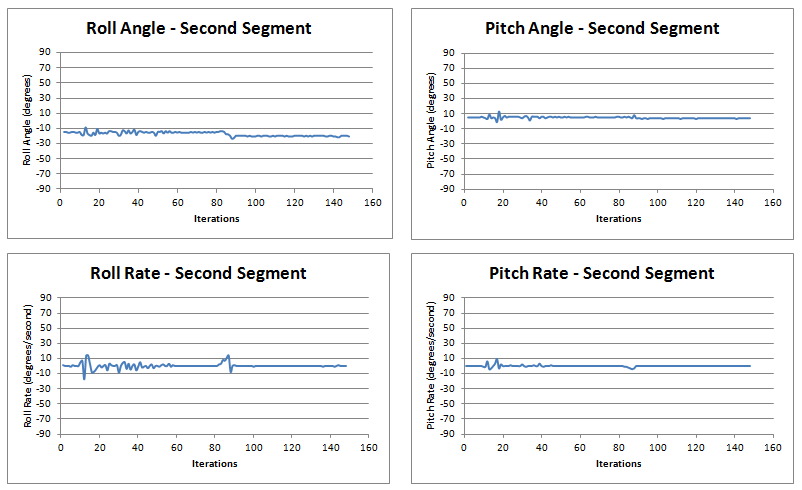 Roll Angle - Second Segment
Roll Angle (degrees)
90
70
50
30
10
-10
-30
-50
-70
-90
0 20 40 60 80 100 120 140 160
Iterations
Pitch Angle - Second Segment
Pitch Angle (degrees)
90
70
50
30
10
-10
-30
-50
-70
-90
0 20 40 60 80 100 120 140 160
Iterations
Roll Rate - Second Segment
Roll Rate (degrees/second)
90
70
50
30
10
-10
-30
-50
-70
-90
0 20 40 60 80 100 120 140 160
Iterations
Pitch Rate - Second Segment
Pitch Rate (degrees/second)
90
70
50
30
10
-10
-30
-50
-70
-90
0 20 40 60 80 100 120 140 160
Iterations